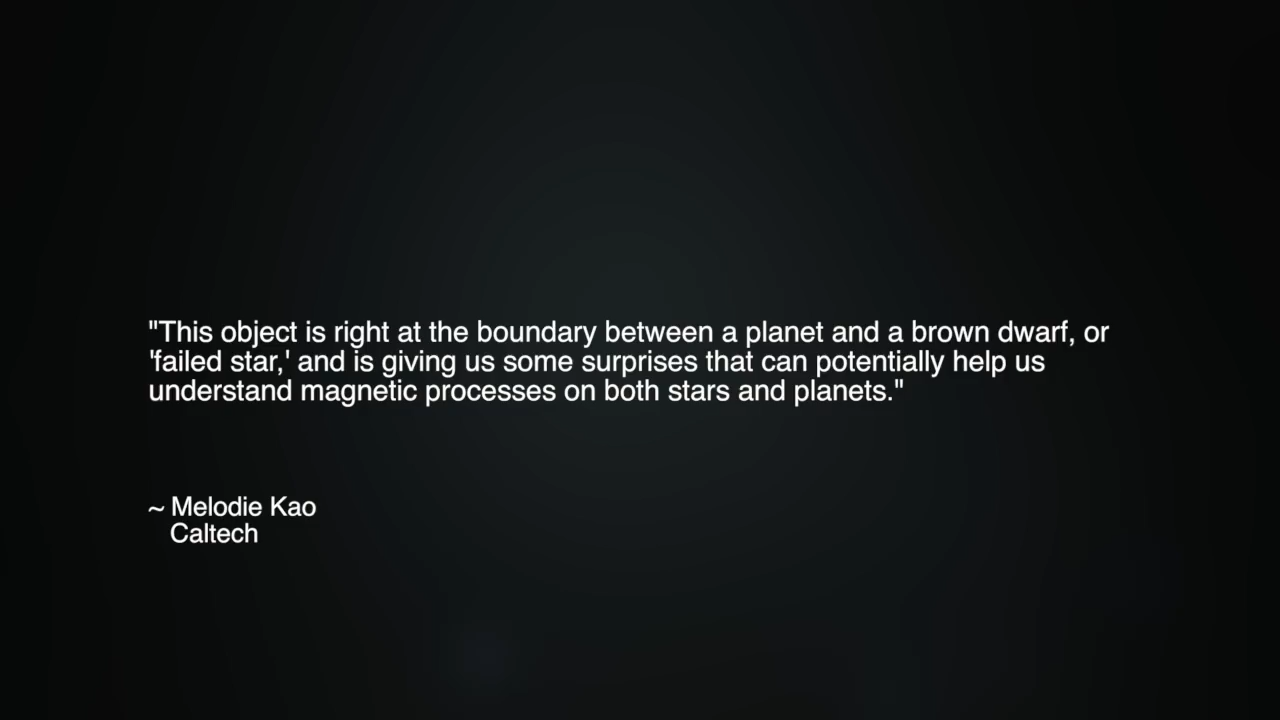 "This object is right at the boundary between a planet and a brown dwarf, or
'failed star,' and is giving us some surprises that can potentially help us
understand magnetic processes on both stars and planets."
~ Melodie Kao
Caltech